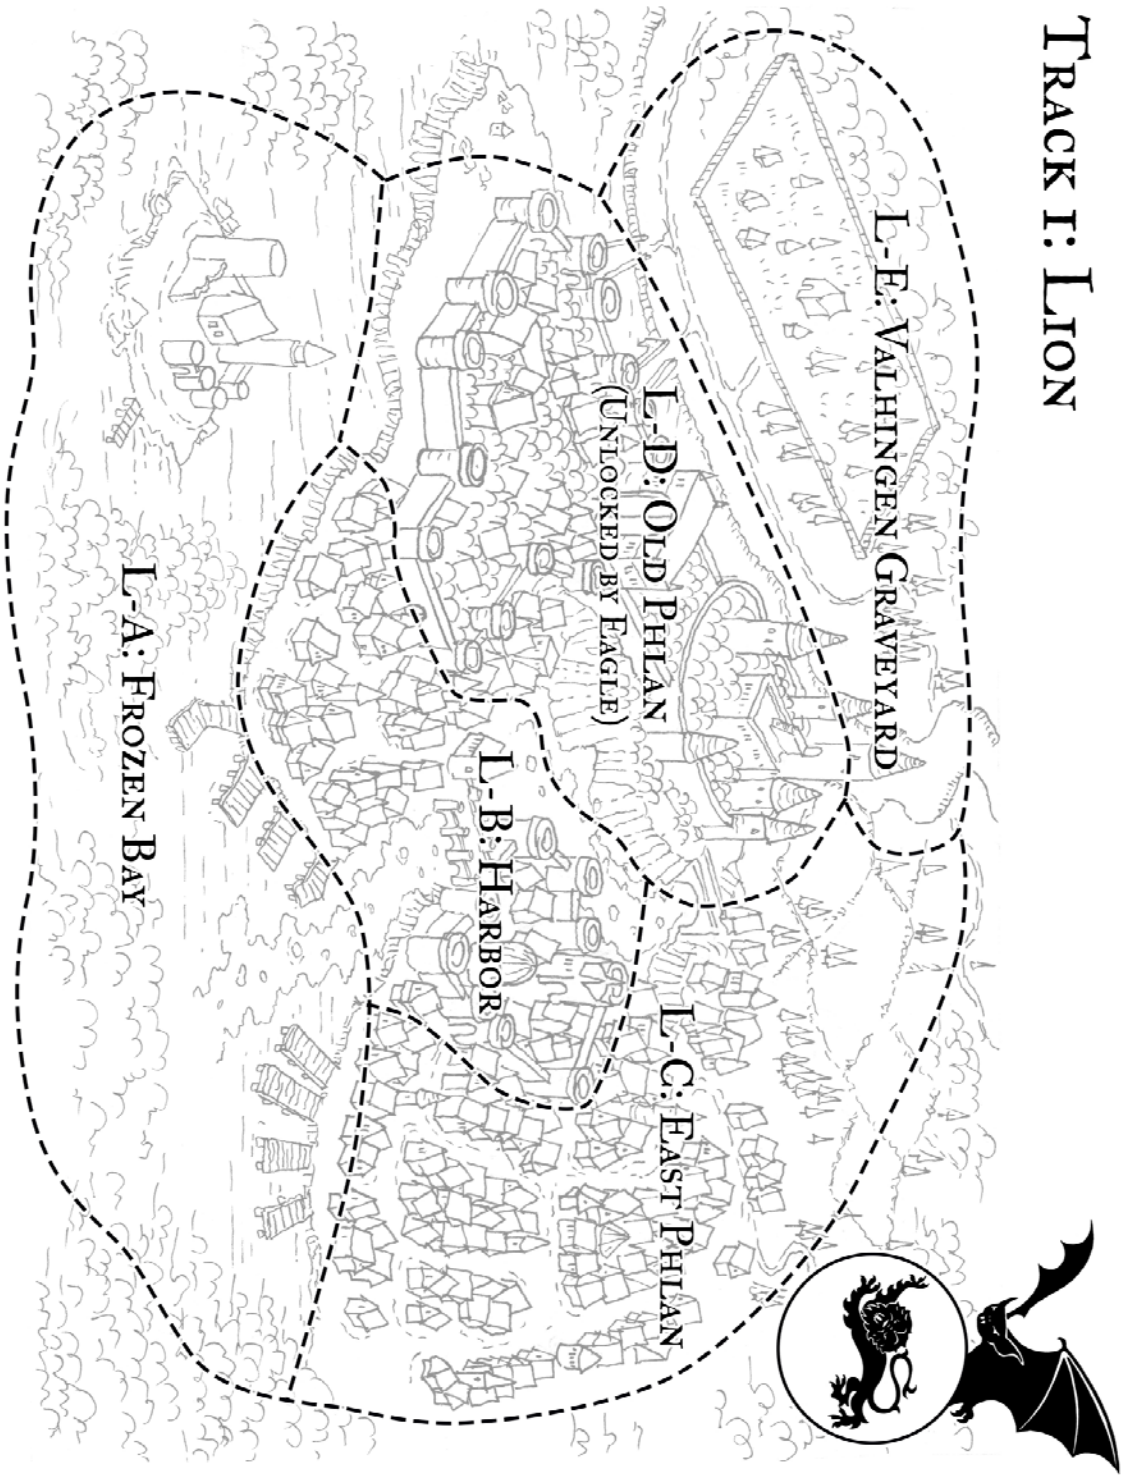 TRACK 1: LION
L-E: VALHINGEN GRAVEYARD
L-D: OLD PHLAN
(UNLOCKED BY EAGLE)
L-C: EAST PHLAN
L-B: HARBOR
L-A: FROZEN BAY